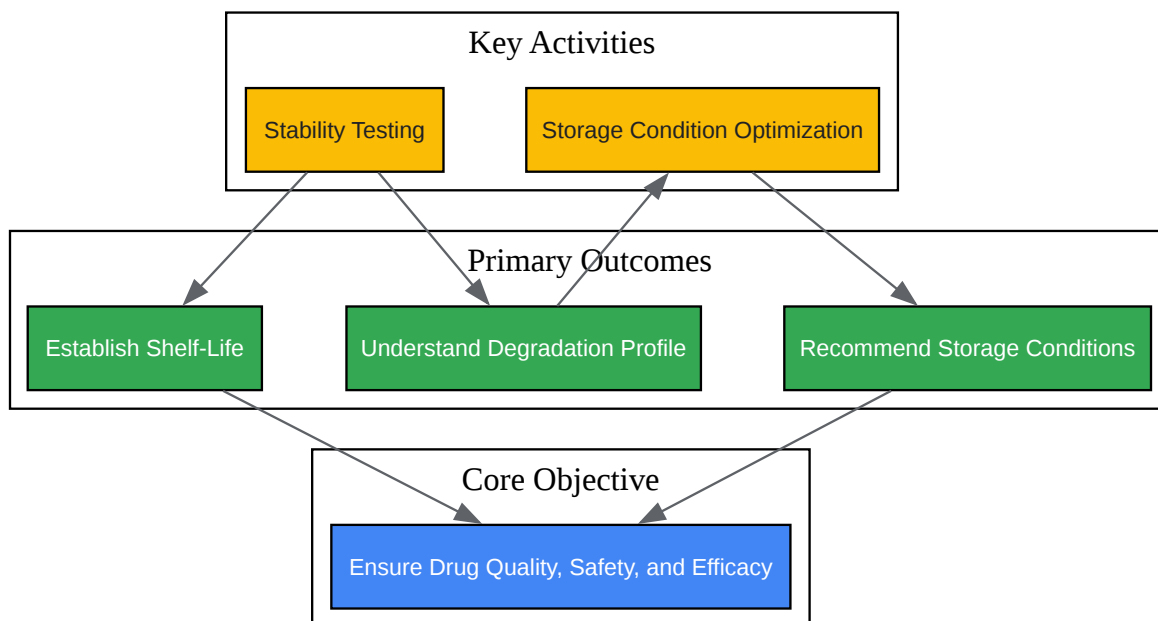 Key Activities
Stability Testing
Storage Condition Optimization
Primary Outcomes
Establish Shelf-Life
Understand Degradation Profile
Recommend Storage Conditions
Core Objective
Ensure Drug Quality, Safety, and Efficacy